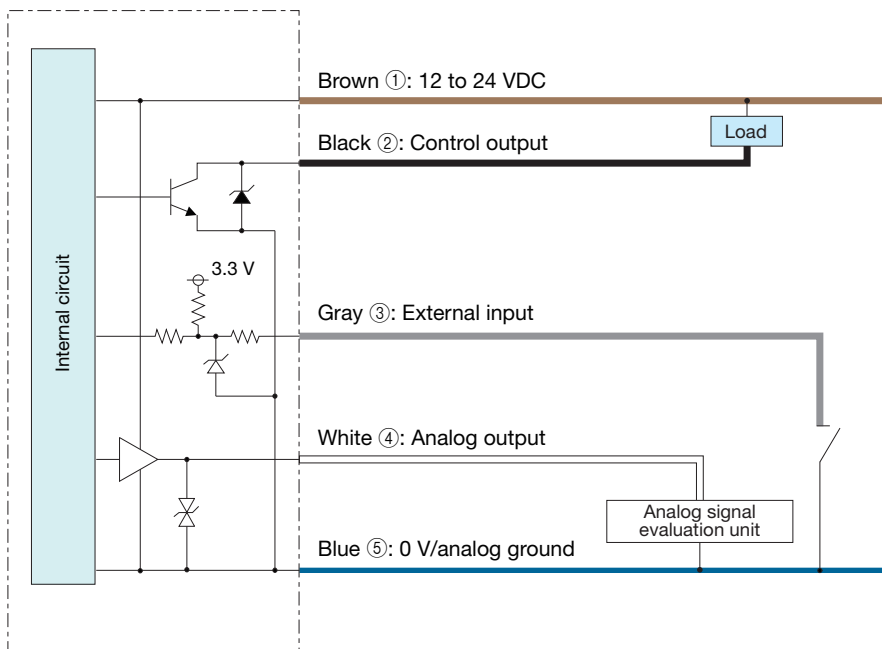 Brown ①: 12 to 24 VDC
Load
Black ②: Control output
3.3 V
Internal circuit
Gray ③: External input
White ④: Analog output
Analog signal
evaluation unit
Blue ⑤: 0 V/analog ground